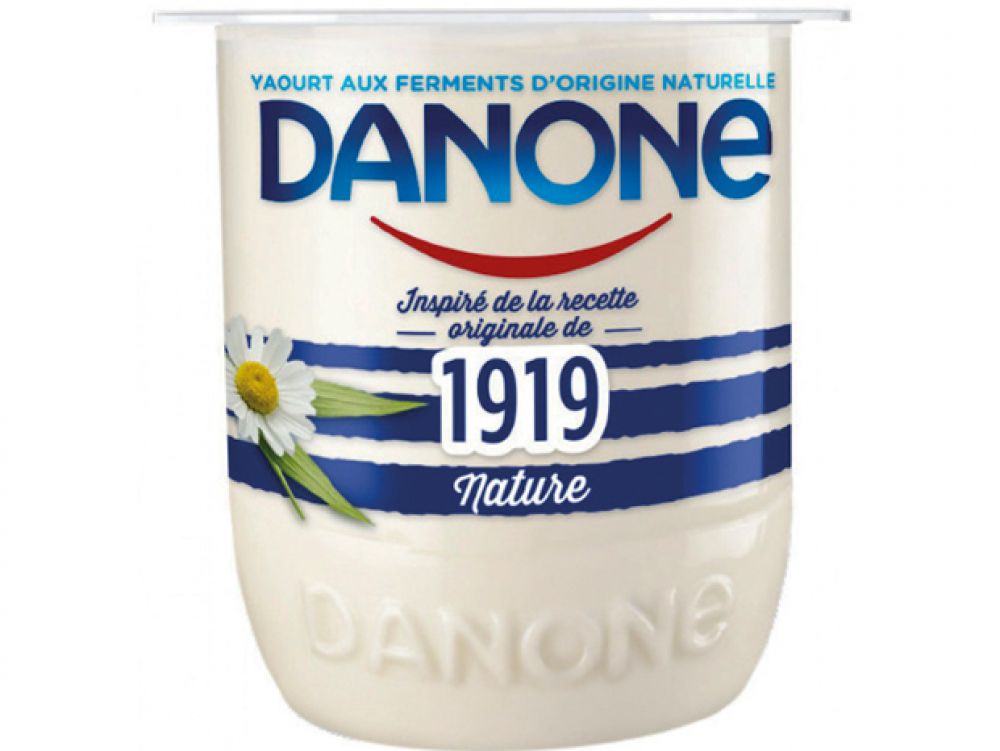 YAOURT AUX FERMENTS D'ORIGINE NATURELLE
DANONe
Inspiré de la recette
originale de
1919
nature
DANONe